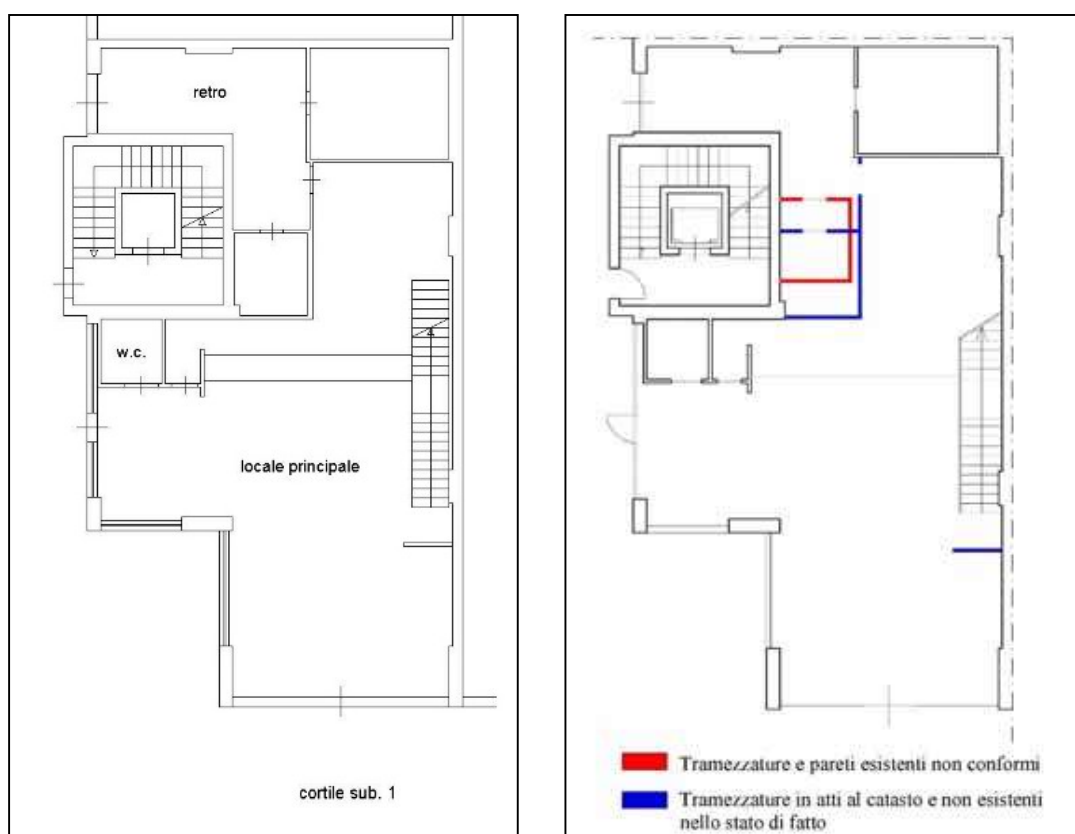 retro
w.c.
locale principale
cortile sub. 1
Tramezzature e pareti esistenti non conformi
Tramezzature in atti al catasto e non esistenti
nello stato di fatto